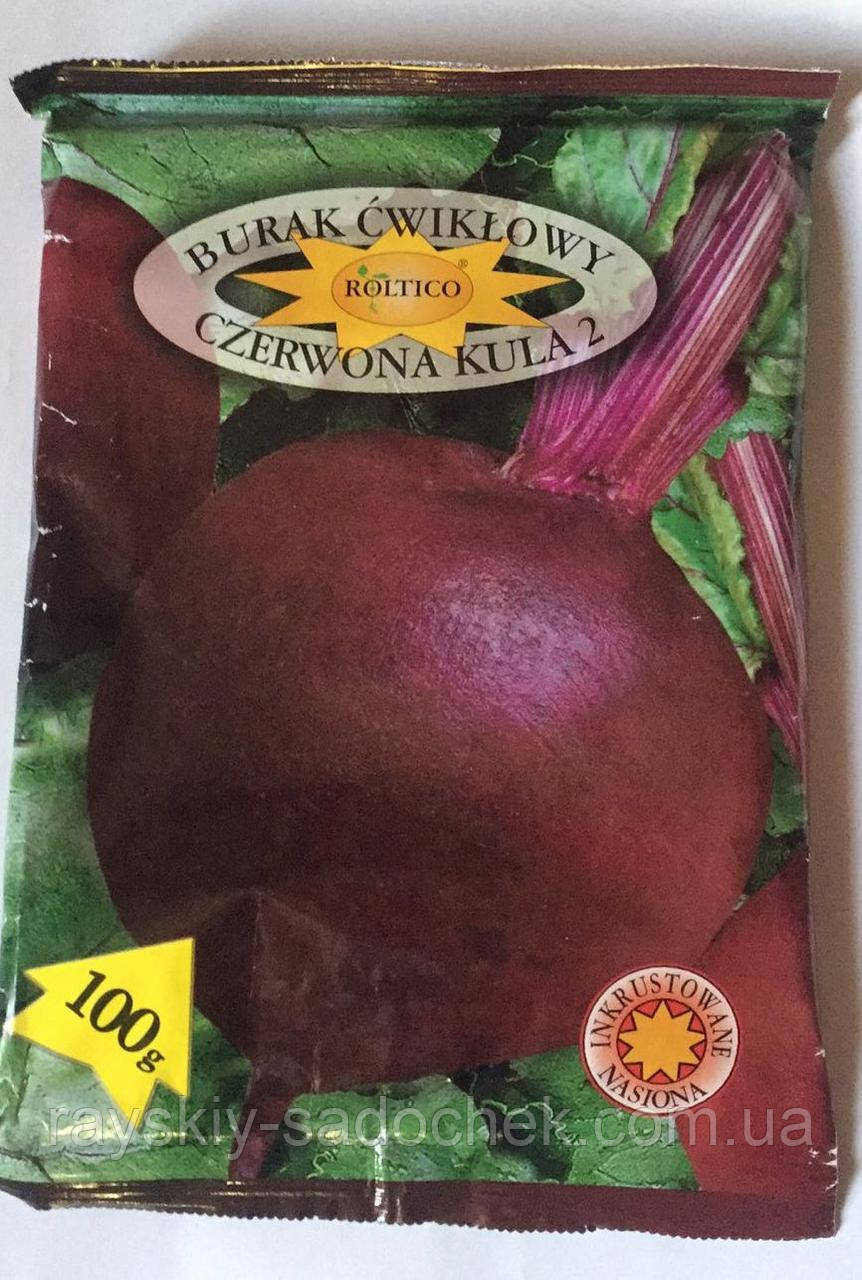 BURAK ĆWIKŁOWY
ROLTICO ®
CZERWONA KULA 2
100g
INKRUSTOWANE
NASIONA
rayskiy-sadochek.com.ua